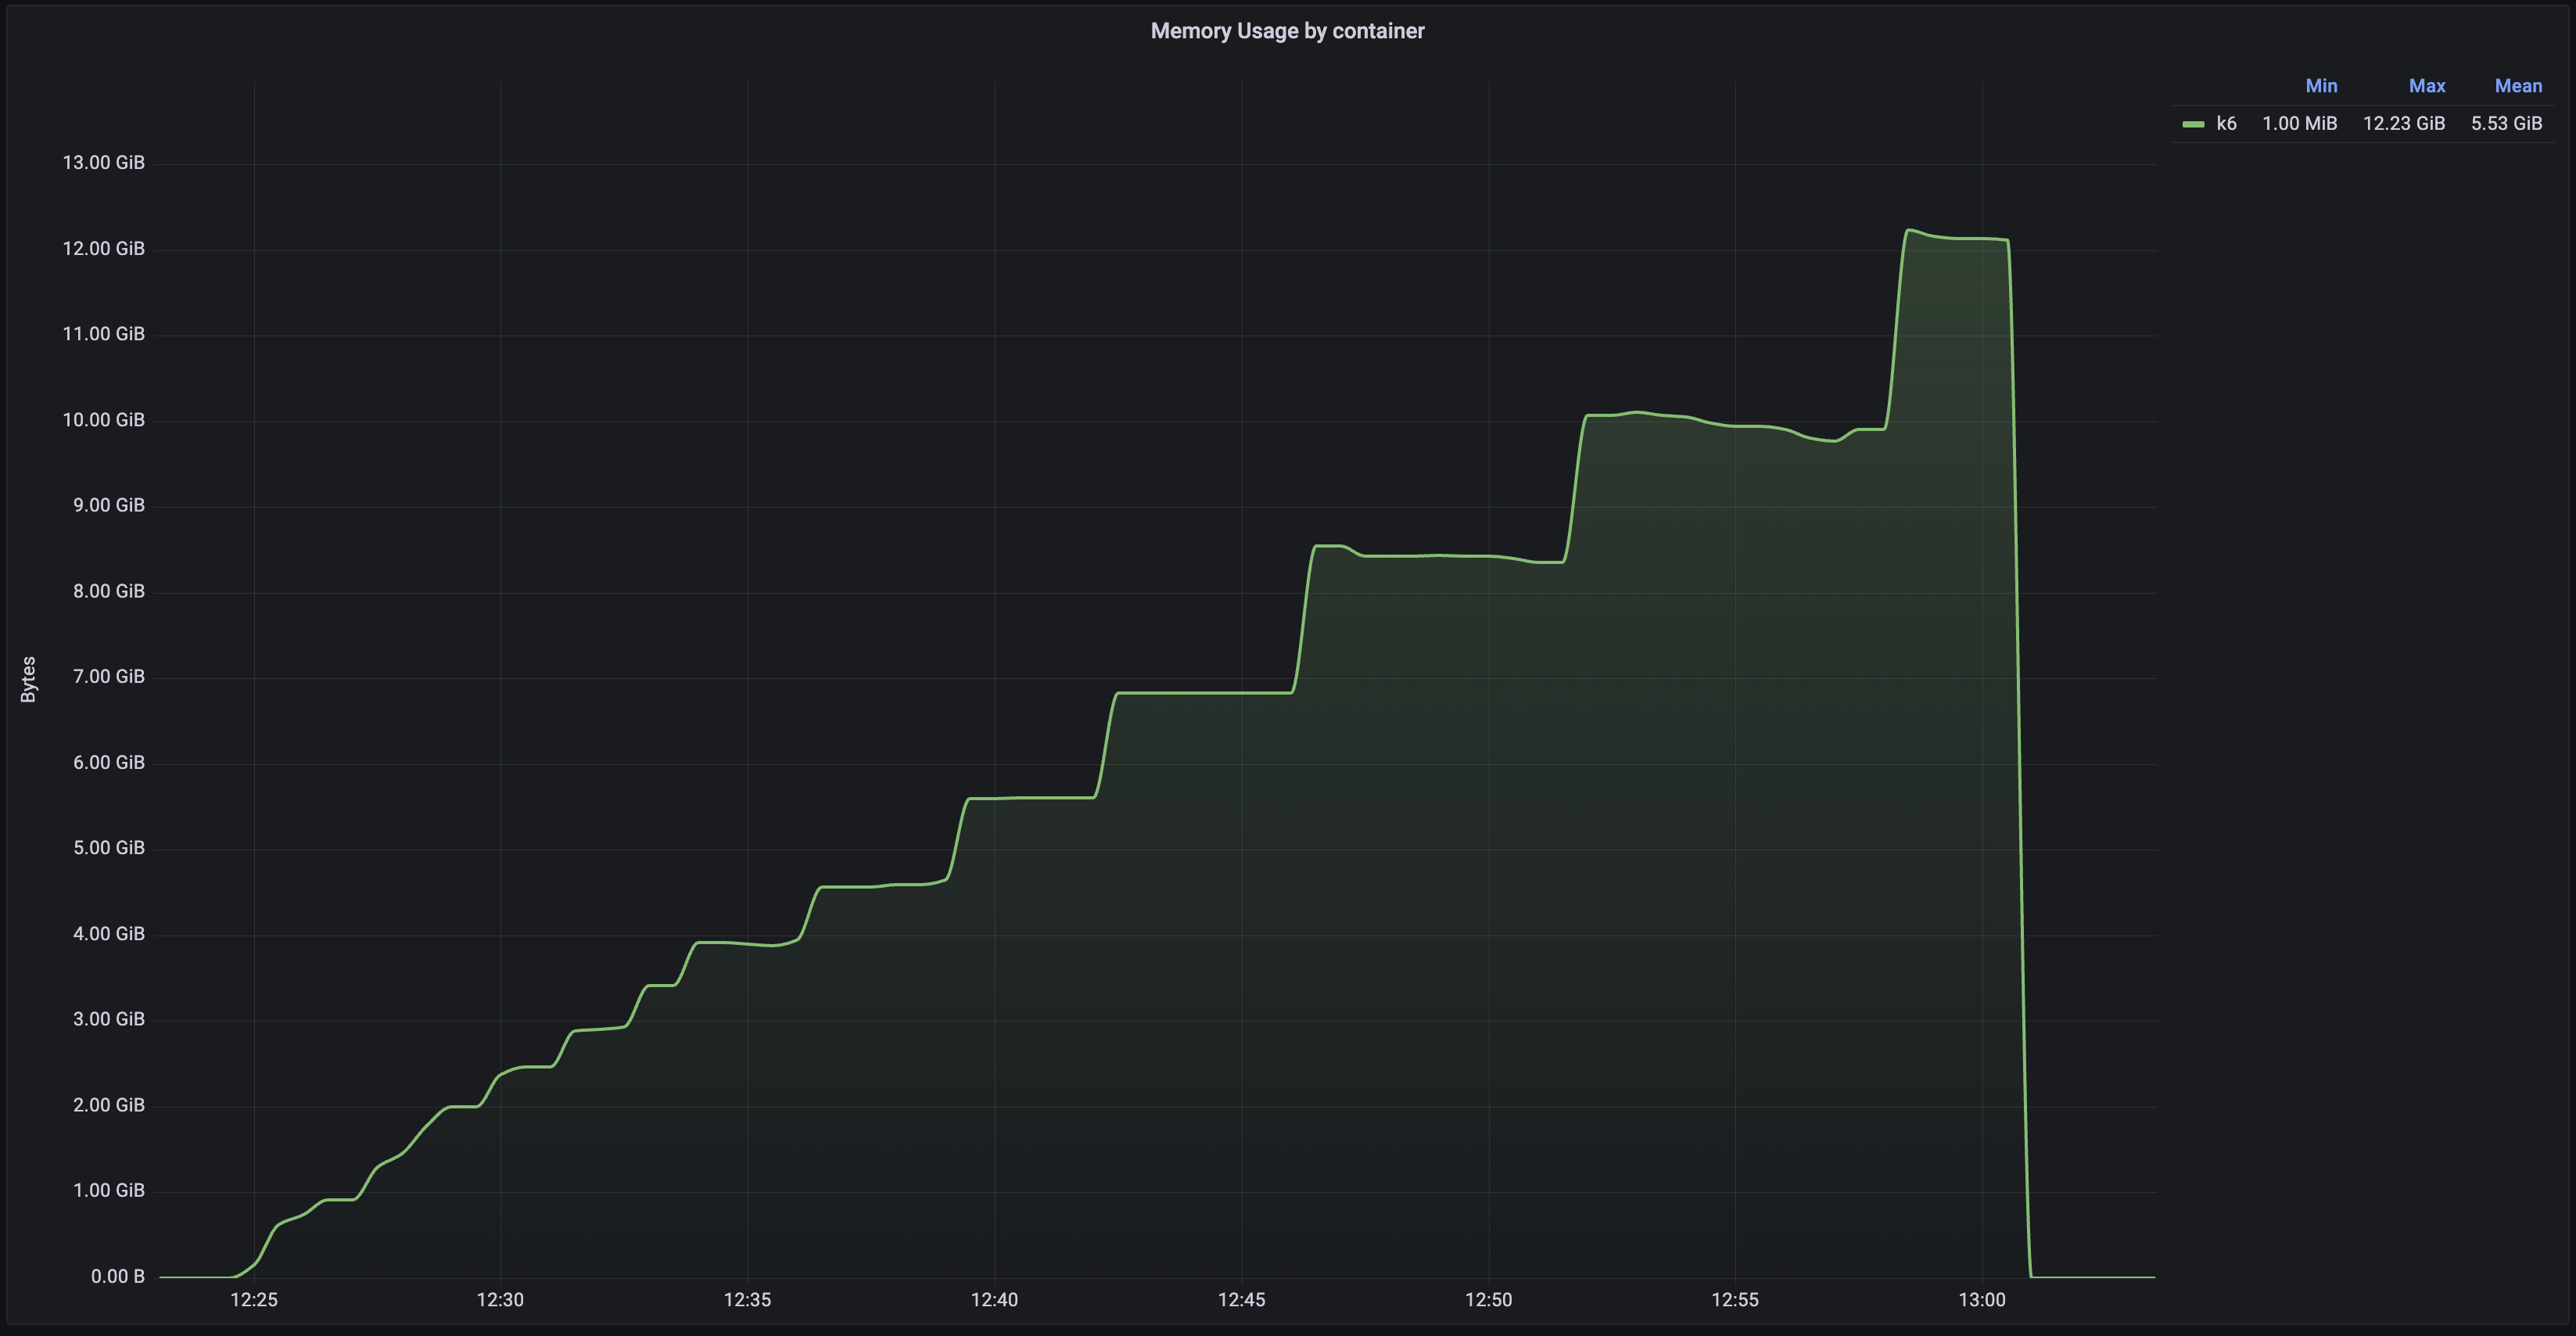 Memory Usage by container
Min Max Mean
k6 1.00 MiB 12.23 GiB 5.53 GiB
13.00 GiB
12.00 GiB
11.00 GiB
10.00 GiB
9.00 GiB
8.00 GiB
7.00 GiB
6.00 GiB
5.00 GiB
4.00 GiB
3.00 GiB
2.00 GiB
1.00 GiB
0.00 B
Bytes
12:25 12:30 12:35 12:40 12:45 12:50 12:55 13:00